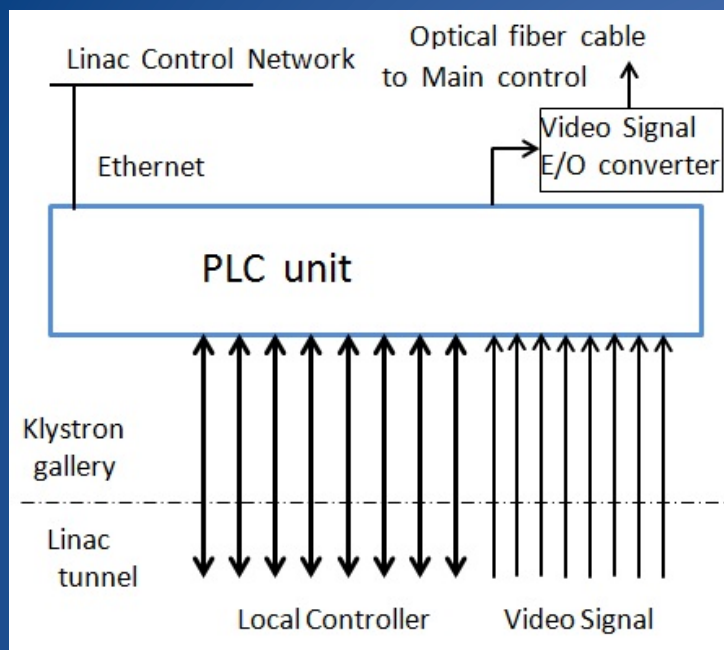 Optical fiber cable
to Main control
Linac Control Network
Video Signal
E/O converter
Ethernet
PLC unit
Klystron
gallery
Linac
tunnel
Local Controller
Video Signal